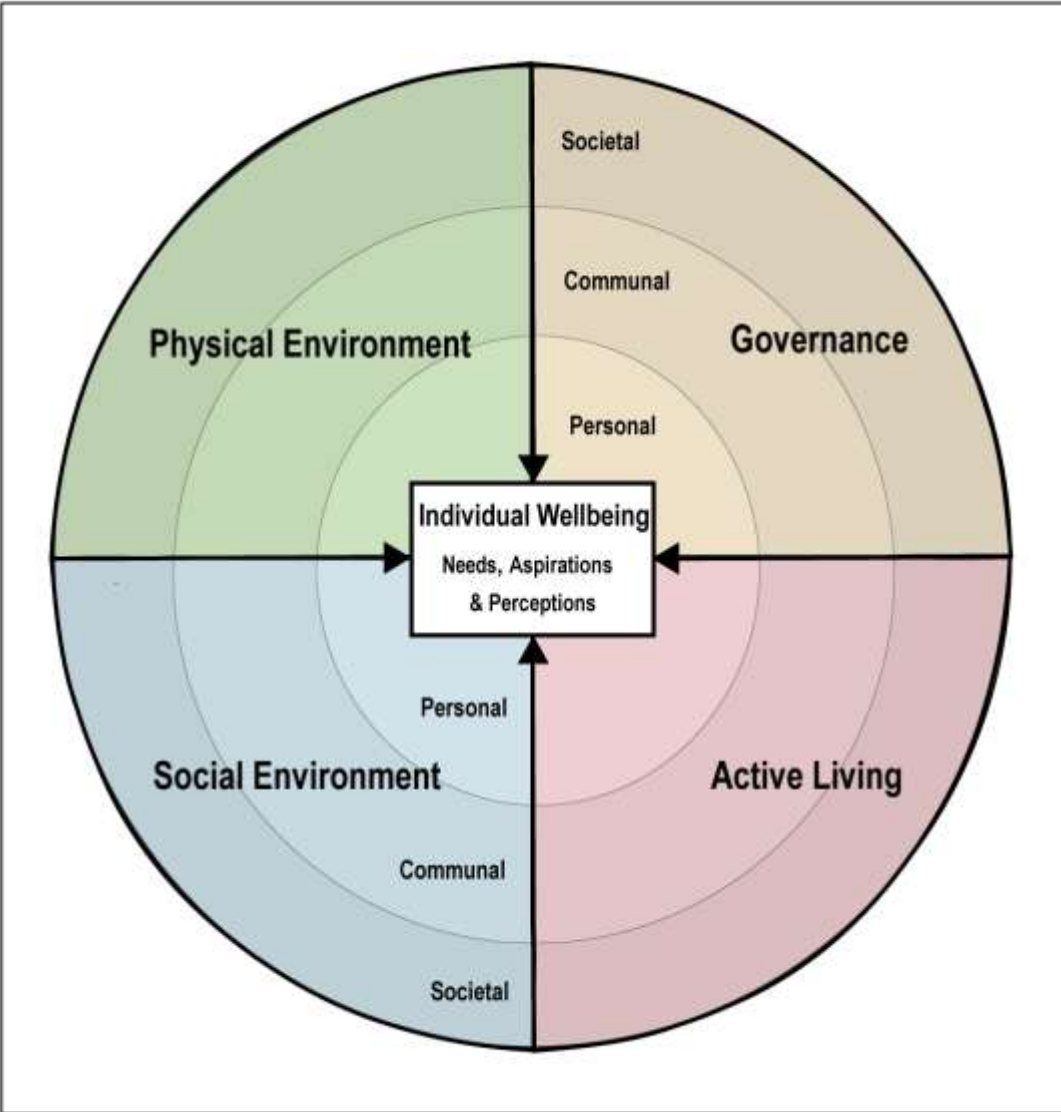 Societal
Communal
Physical Environment
Governance
Personal
Individual Wellbeing
Needs, Aspirations
& Perceptions
Personal
Social Environment
Active Living
Communal
Societal